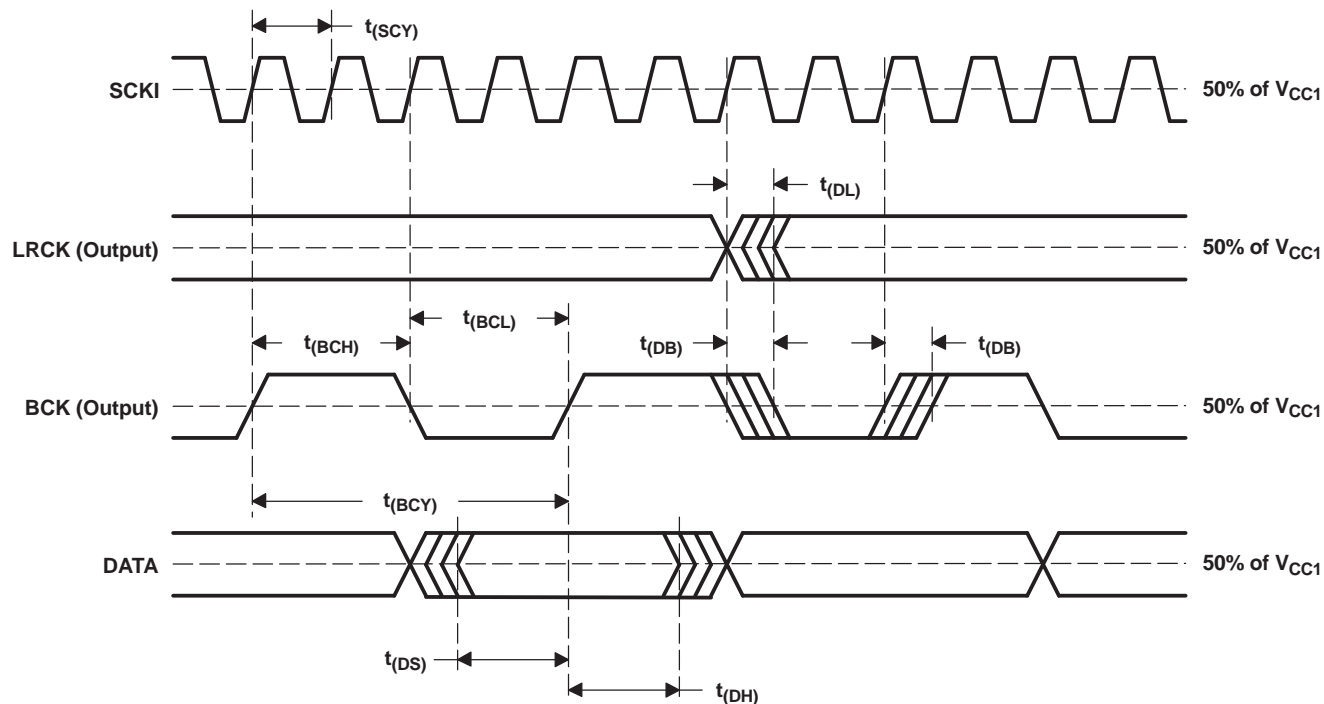 t(SCY)
SCKI
50% of VCC1
t(DL)
LRCK (Output)
50% of VCC1
t(BCH)
t(BCL)
t(DB)
t(DB)
BCK (Output)
50% of VCC1
t(BCY)
DATA
50% of VCC1
t(DS)
t(DH)